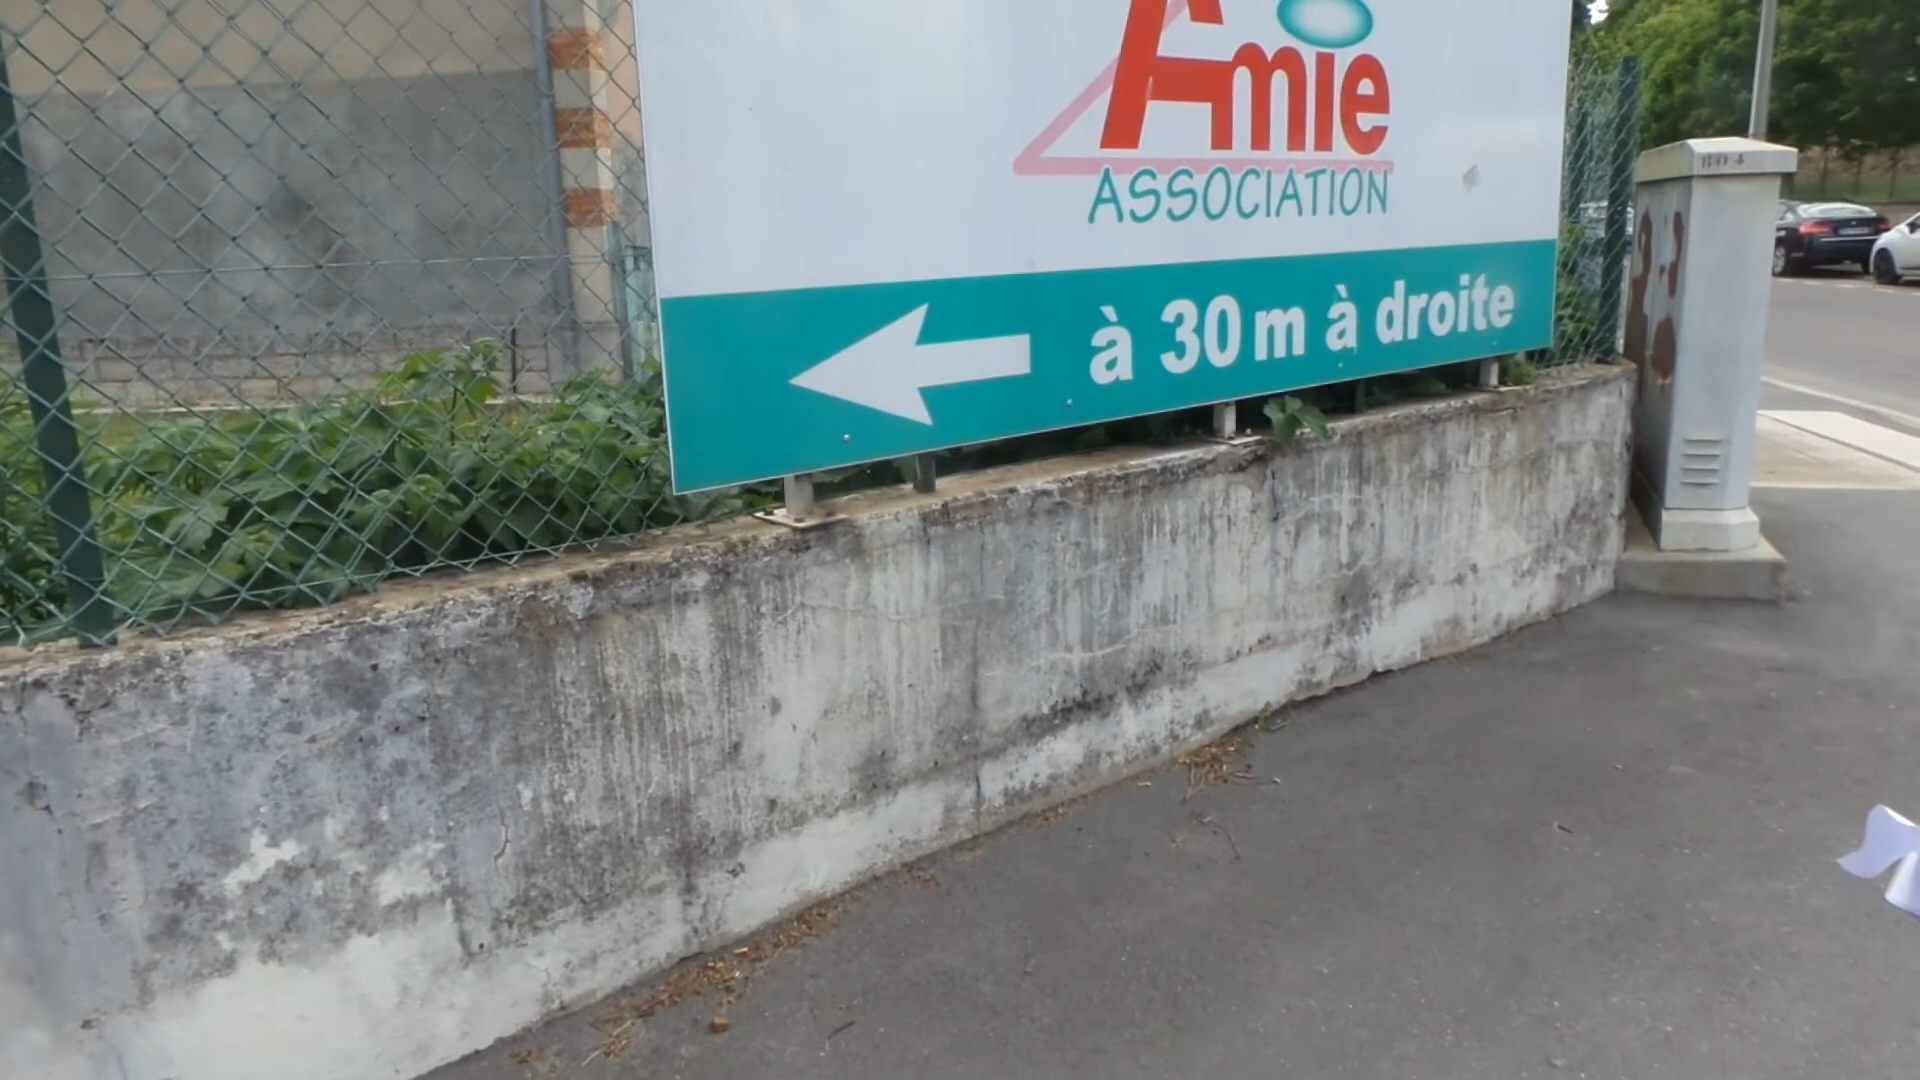 Amie
ASSOCIATION
à 30 m à droite